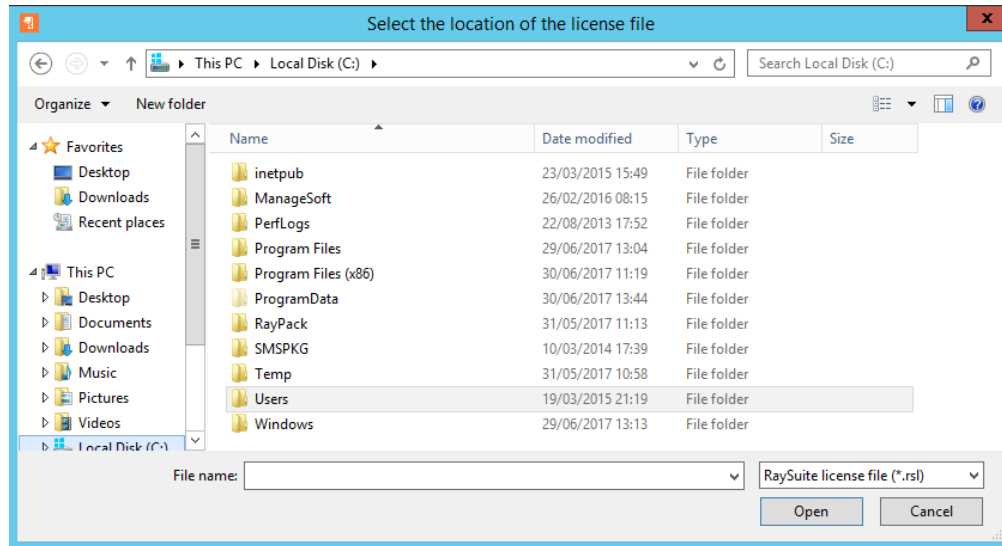 Select the location of the license file
x
This PC Local Disk (C:)
Search Local Disk (C:)
Organize New folder
Name Date modified Type Size
Favorites
Desktop
Downloads
Recent places
This PC
Desktop
Documents
Downloads
Music
Pictures
Videos
Local Disk (C:)
inetpub 23/03/2015 15:49 File folder
ManageSoft 26/02/2016 08:15 File folder
PerfLogs 22/08/2013 17:52 File folder
Program Files 29/06/2017 13:04 File folder
Program Files (x86) 30/06/2017 11:19 File folder
ProgramData 30/06/2017 13:44 File folder
RayPack 31/05/2017 11:13 File folder
SMSPKG 10/03/2014 17:39 File folder
Temp 31/05/2017 10:58 File folder
Users 19/03/2015 21:19 File folder
Windows 29/06/2017 13:13 File folder
File name: RaySuite license file (*.rsl)
Open Cancel